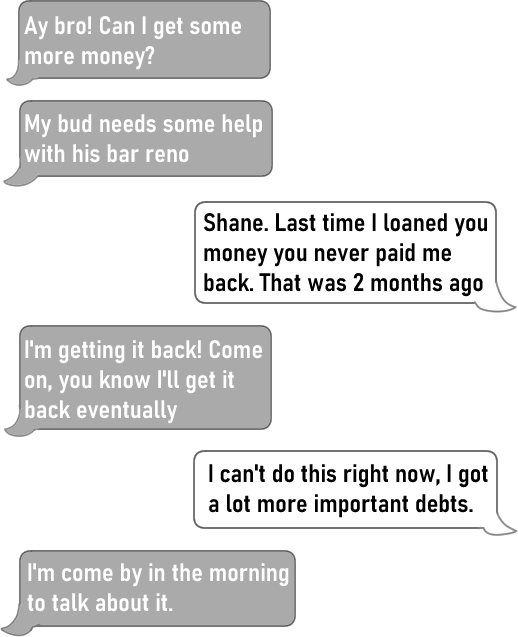 Ay bro! Can I get some
more money?
My bud needs some help
with his bar reno
Shane. Last time I loaned you
money you never paid me
back. That was 2 months ago
I'm getting it back! Come
on, you know I'll get it
back eventually
I can't do this right now, I got
a lot more important debts.
I'm come by in the morning
to talk about it.